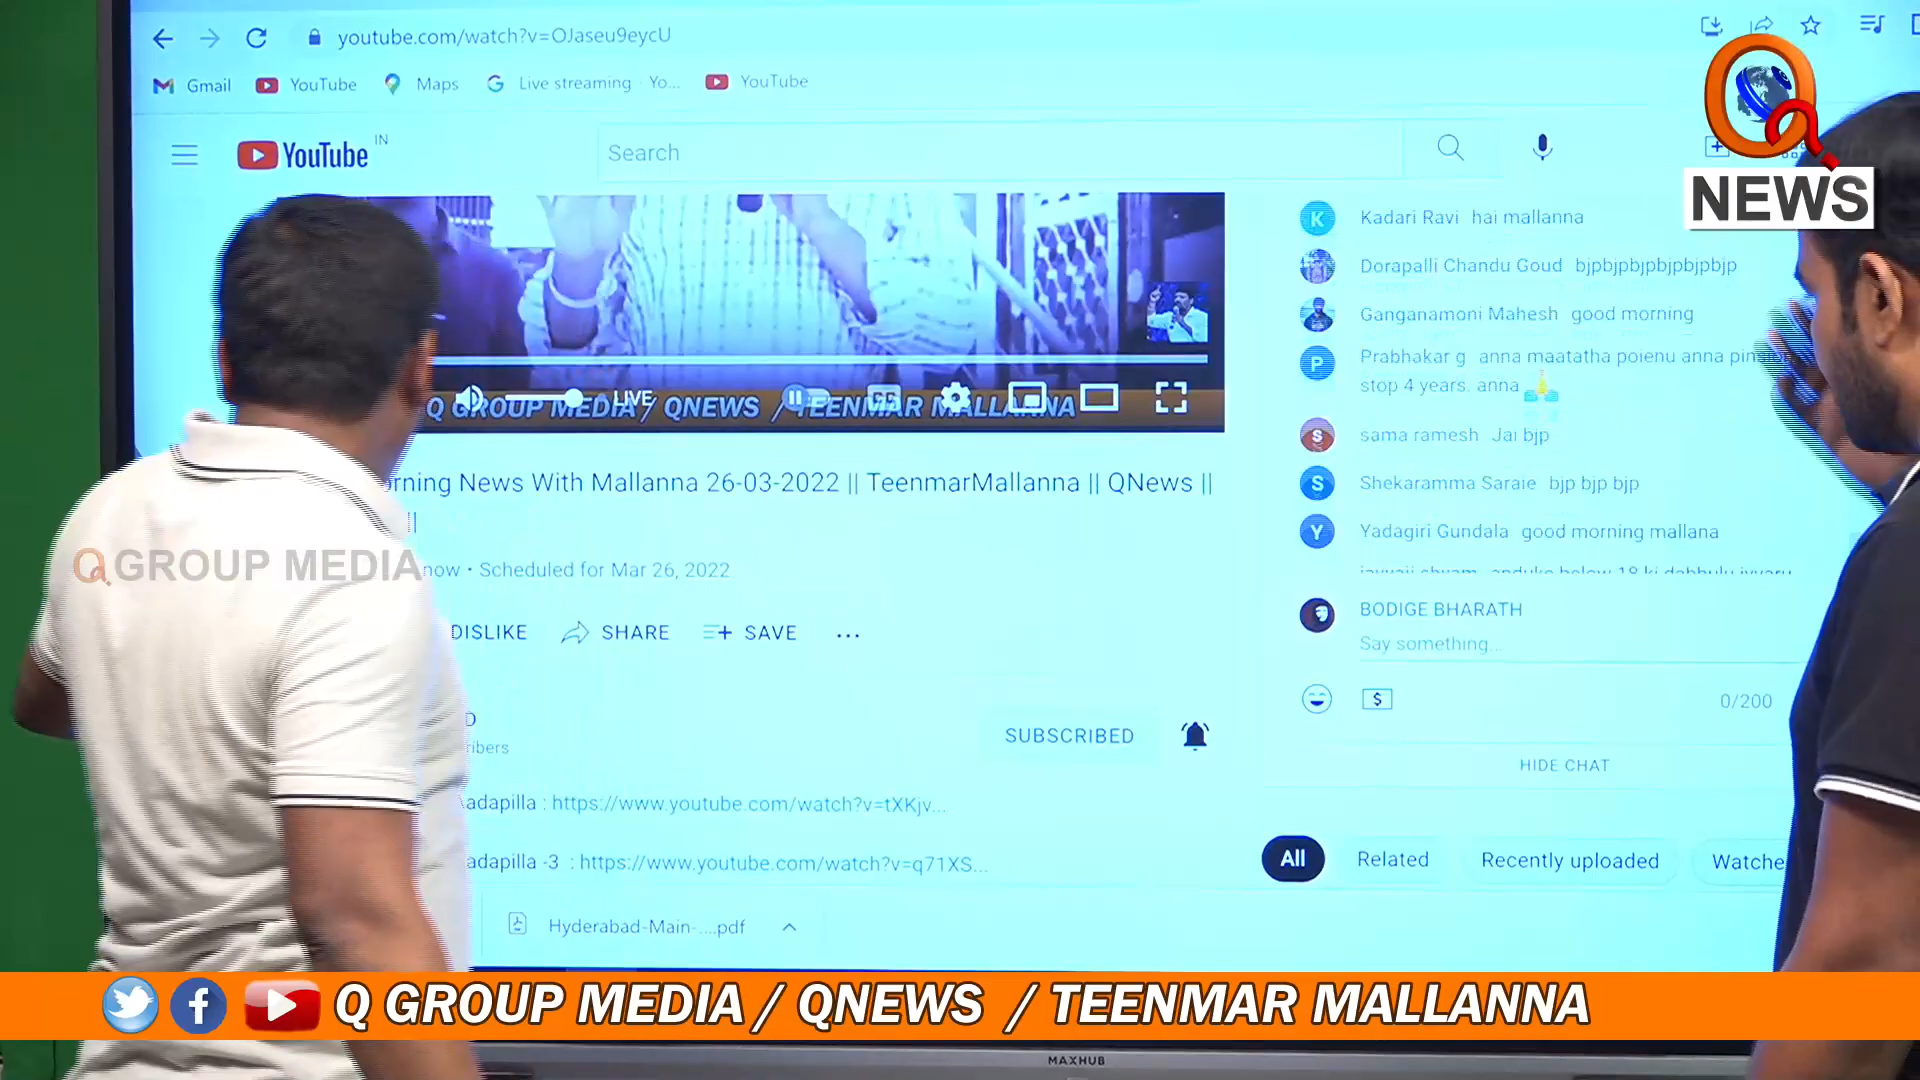 youtube.com/watch?v=OJaseu9eycU
Gmail YouTube Maps Live streaming - Yo... YouTube
YouTube IN
Search
NEWS
Kadari Ravi hai mallanna
Dorapalli Chandu Goud bjpbjpbjpbjpbjpbjp
Ganganamoni Mahesh good morning
Prabhakar g anna maatatha poienu anna
stop 4 years. anna
sama ramesh Jai bjp
Shekaramma Saraie bjp bjp bjp
Yadagiri Gundala good morning mallana
LIVE
Q GROUP MEDIA / QNEWS / TEENMAR MALLANNA
rning News With Mallanna 26-03-2022 || TeenmarMallanna || QNews ||
||
Q GROUP MEDIA
now • Scheduled for Mar 26, 2022
DISLIKE SHARE SAVE ...
BODIGE BHARATH
Say something...
0/200
HIDE CHAT
ribers
SUBSCRIBED
adapilla : https://www.youtube.com/watch?v=tXKjv...
adapilla -3 : https://www.youtube.com/watch?v=q71XS...
All Related Recently uploaded Watche
Hyderabad-Main-....pdf
Q GROUP MEDIA / QNEWS / TEENMAR MALLANNA
MAXHUB